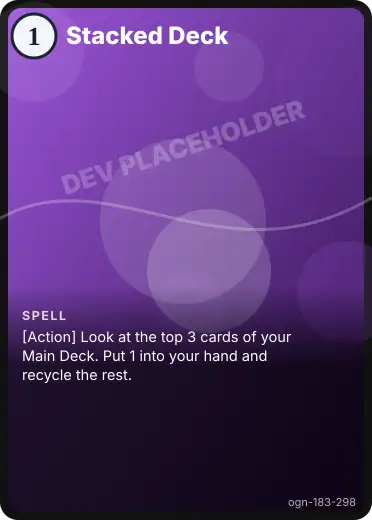 1
Stacked Deck
DEV PLACEHOLDER
SPELL
[Action] Look at the top 3 cards of your
Main Deck. Put 1 into your hand and
recycle the rest.
ogn-183-298